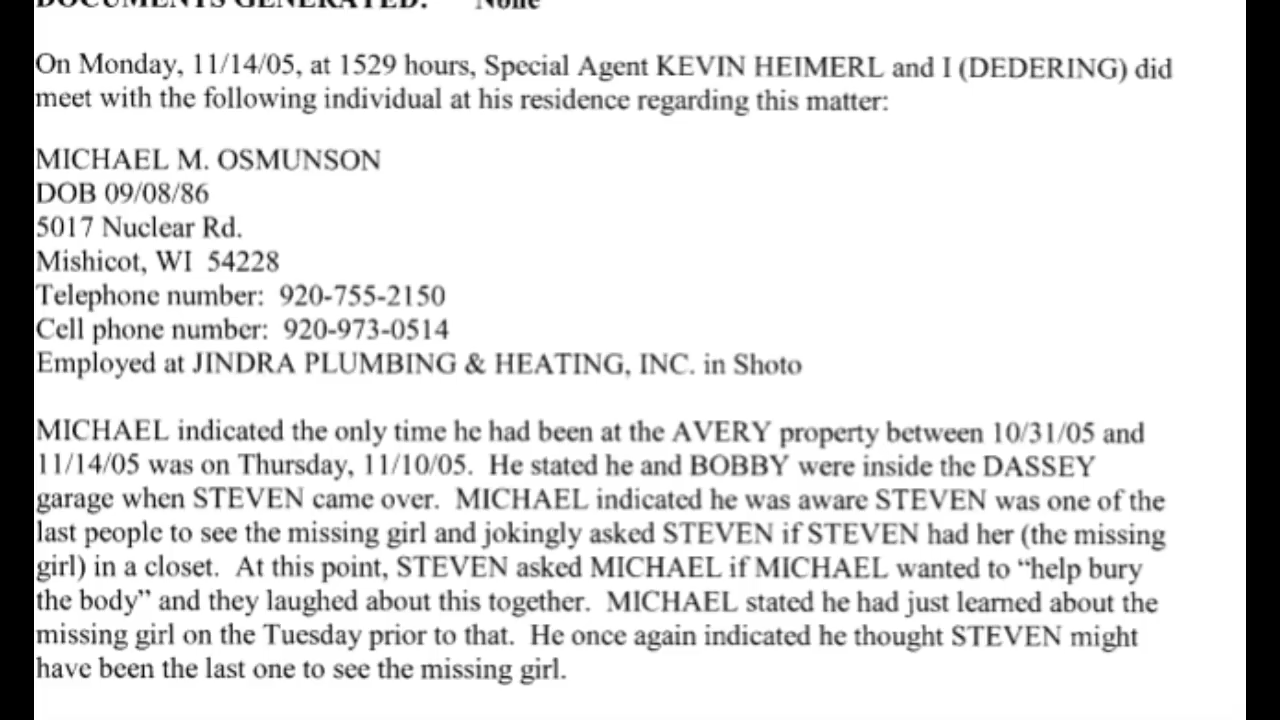 DOCUMENTS GENERATED: None
On Monday, 11/14/05, at 1529 hours, Special Agent KEVIN HEIMERL and I (DEDERING) did
meet with the following individual at his residence regarding this matter:
MICHAEL M. OSMUNSON
DOB 09/08/86
5017 Nuclear Rd.
Mishicot, WI 54228
Telephone number: 920-755-2150
Cell phone number: 920-973-0514
Employed at JINDRA PLUMBING & HEATING, INC. in Shoto
MICHAEL indicated the only time he had been at the AVERY property between 10/31/05 and
11/14/05 was on Thursday, 11/10/05. He stated he and BOBBY were inside the DASSEY
garage when STEVEN came over. MICHAEL indicated he was aware STEVEN was one of the
last people to see the missing girl and jokingly asked STEVEN if STEVEN had her (the missing
girl) in a closet. At this point, STEVEN asked MICHAEL if MICHAEL wanted to “help bury
the body” and they laughed about this together. MICHAEL stated he had just learned about the
missing girl on the Tuesday prior to that. He once again indicated he thought STEVEN might
have been the last one to see the missing girl.